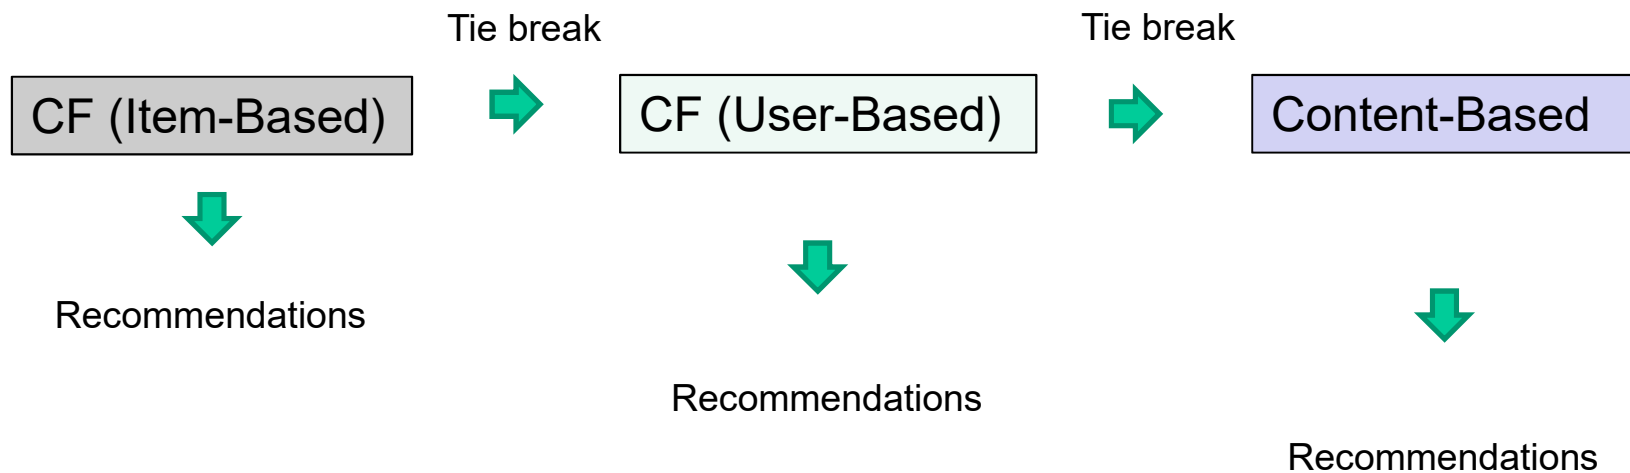 Tie break
Tie break
CF (Item-Based)
CF (User-Based)
Content-Based
Recommendations
Recommendations
Recommendations